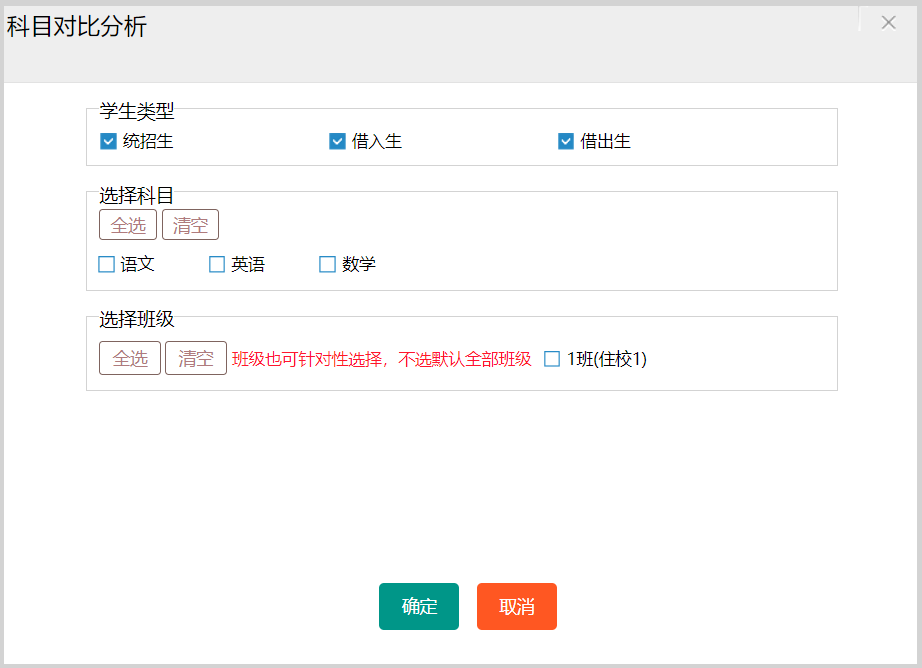 科目对比分析
学生类型
统招生 借入生 借出生
选择科目
全选 清空
语文 英语 数学
选择班级
全选 清空 班级也可针对性选择，不选默认全部班级 1班(住校1)
确定 取消